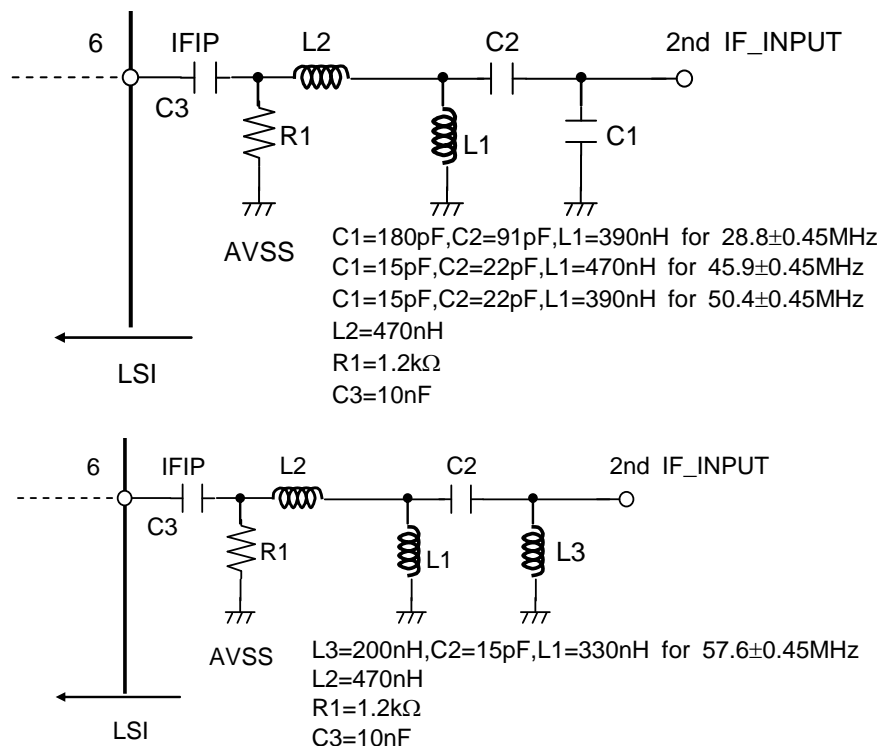 6 IFIP L2 C2 2nd IF_INPUT
C3 R1 L1 C1
AVSS
C1=180pF,C2=91pF,L1=390nH for 28.8±0.45MHz
C1=15pF,C2=22pF,L1=470nH for 45.9±0.45MHz
C1=15pF,C2=22pF,L1=390nH for 50.4±0.45MHz
L2=470nH
R1=1.2kΩ
C3=10nF
LSI
6 IFIP L2 C2 2nd IF_INPUT
C3 R1 L1 L3
AVSS
L3=200nH,C2=15pF,L1=330nH for 57.6±0.45MHz
L2=470nH
R1=1.2kΩ
C3=10nF
LSI